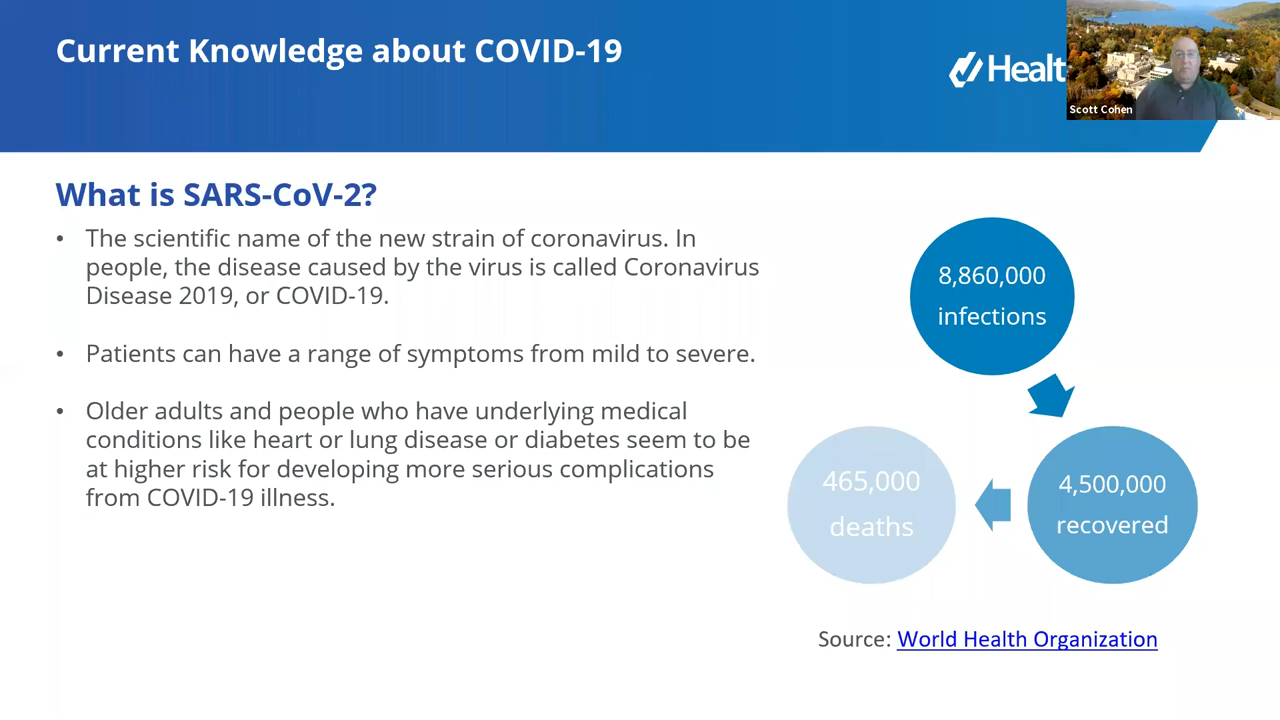 Current Knowledge about COVID-19
Scott Cohen
What is SARS-CoV-2?
• The scientific name of the new strain of coronavirus. In
people, the disease caused by the virus is called Coronavirus
Disease 2019, or COVID-19.
• Patients can have a range of symptoms from mild to severe.
• Older adults and people who have underlying medical
conditions like heart or lung disease or diabetes seem to be
at higher risk for developing more serious complications
from COVID-19 illness.
8,860,000
infections
465,000
deaths
4,500,000
recovered
Source: World Health Organization